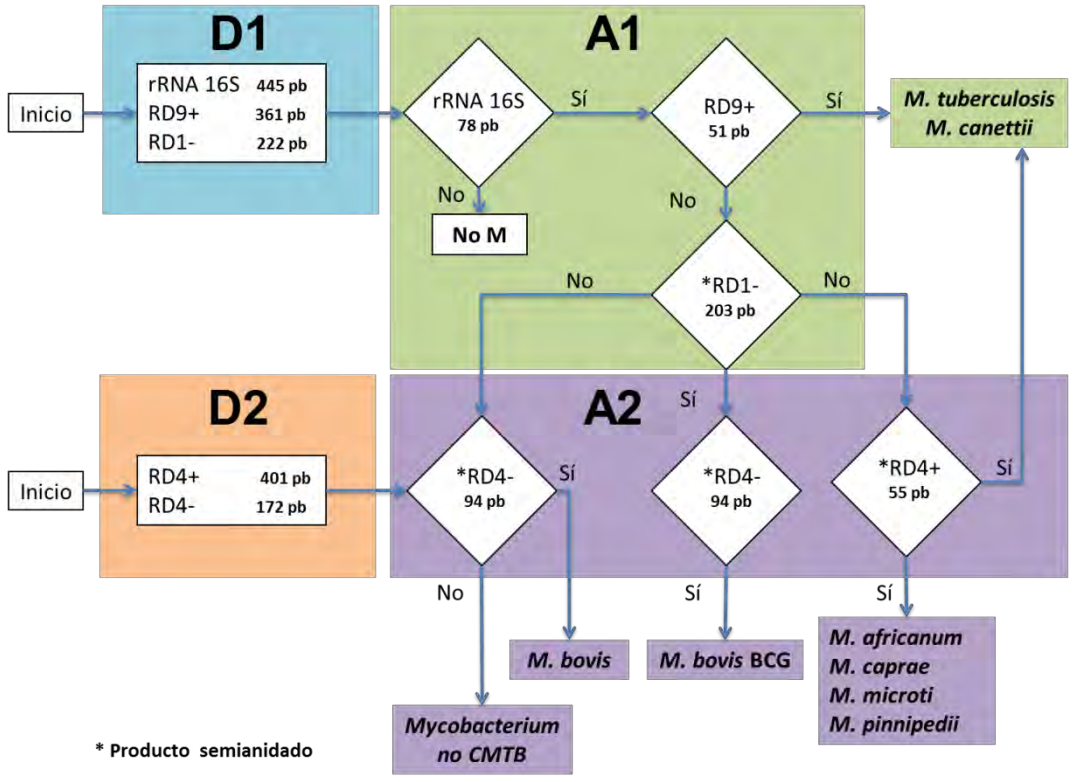 D1
A1
Inicio
rRNA 16S 445 pb
RD9+ 361 pb
RD1- 222 pb
rRNA 16S
78 pb
Sí
RD9+
51 pb
Sí
M. tuberculosis
M. canettii
No
No M
No
No
*RD1-
203 pb
No
D2
A2
Sí
Inicio
RD4+ 401 pb
RD4- 172 pb
*RD4-
94 pb
Sí
*RD4-
94 pb
*RD4+
55 pb
Sí
No
Sí
Sí
M. bovis
M. bovis BCG
M. africanum
M. caprae
M. microti
M. pinnipedii
Mycobacterium
no CMTB
* Producto semianidado